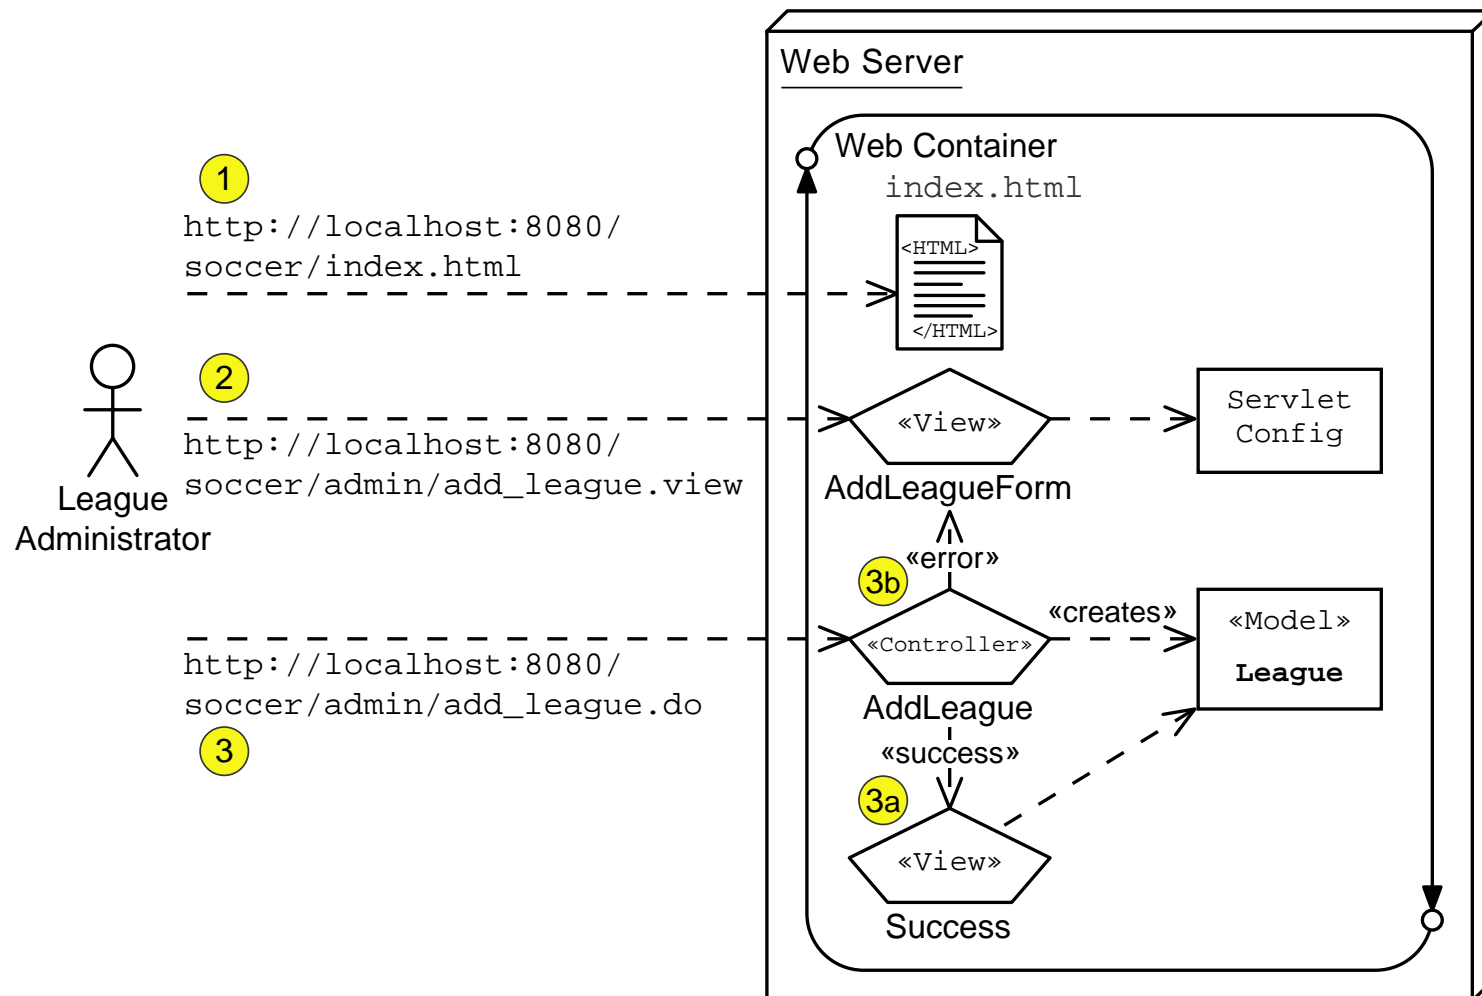 Web Server
Web Container
index.html
1
http://localhost:8080/
soccer/index.html
<HTML>
</HTML>
2
http://localhost:8080/
soccer/admin/add_league.view
League
Administrator
«View»
AddLeagueForm
Servlet
Config
«error»
3b
«Controller»
AddLeague
«creates»
«Model»
League
http://localhost:8080/
soccer/admin/add_league.do
3
«success»
3a
«View»
Success